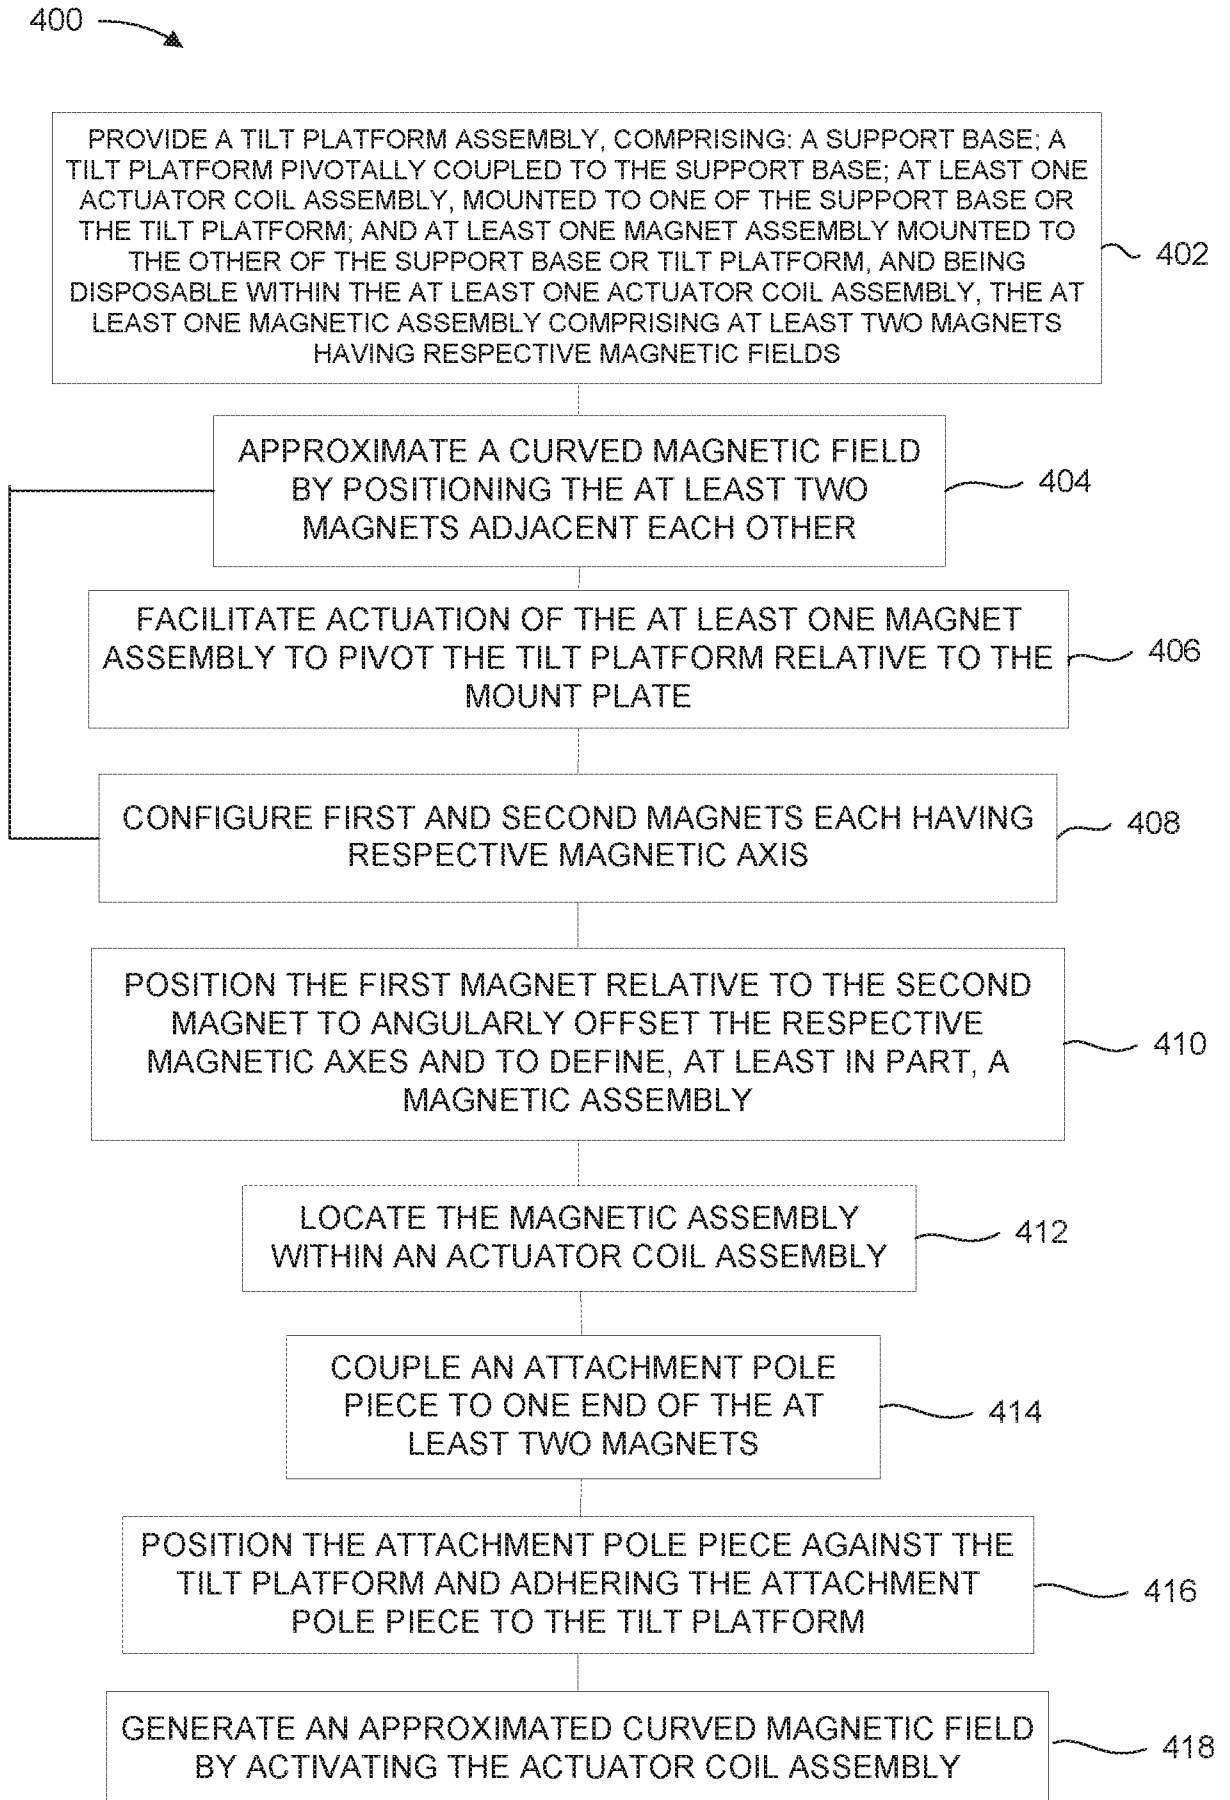 400
PROVIDE A TILT PLATFORM ASSEMBLY, COMPRISING: A SUPPORT BASE; A
TILT PLATFORM PIVOTALLY COUPLED TO THE SUPPORT BASE; AT LEAST ONE
ACTUATOR COIL ASSEMBLY, MOUNTED TO ONE OF THE SUPPORT BASE OR
THE TILT PLATFORM; AND AT LEAST ONE MAGNET ASSEMBLY MOUNTED TO
THE OTHER OF THE SUPPORT BASE OR TILT PLATFORM, AND BEING
DISPOSABLE WITHIN THE AT LEAST ONE ACTUATOR COIL ASSEMBLY, THE AT
LEAST ONE MAGNETIC ASSEMBLY COMPRISING AT LEAST TWO MAGNETS
HAVING RESPECTIVE MAGNETIC FIELDS
402
APPROXIMATE A CURVED MAGNETIC FIELD
BY POSITIONING THE AT LEAST TWO
MAGNETS ADJACENT EACH OTHER
404
FACILITATE ACTUATION OF THE AT LEAST ONE MAGNET
ASSEMBLY TO PIVOT THE TILT PLATFORM RELATIVE TO THE
MOUNT PLATE
406
CONFIGURE FIRST AND SECOND MAGNETS EACH HAVING
RESPECTIVE MAGNETIC AXIS
408
POSITION THE FIRST MAGNET RELATIVE TO THE SECOND
MAGNET TO ANGULARLY OFFSET THE RESPECTIVE
MAGNETIC AXES AND TO DEFINE, AT LEAST IN PART, A
MAGNETIC ASSEMBLY
410
LOCATE THE MAGNETIC ASSEMBLY
WITHIN AN ACTUATOR COIL ASSEMBLY
412
COUPLE AN ATTACHMENT POLE
PIECE TO ONE END OF THE AT
LEAST TWO MAGNETS
414
POSITION THE ATTACHMENT POLE PIECE AGAINST THE
TILT PLATFORM AND ADHERING THE ATTACHMENT
POLE PIECE TO THE TILT PLATFORM
416
GENERATE AN APPROXIMATED CURVED MAGNETIC FIELD
BY ACTIVATING THE ACTUATOR COIL ASSEMBLY
418